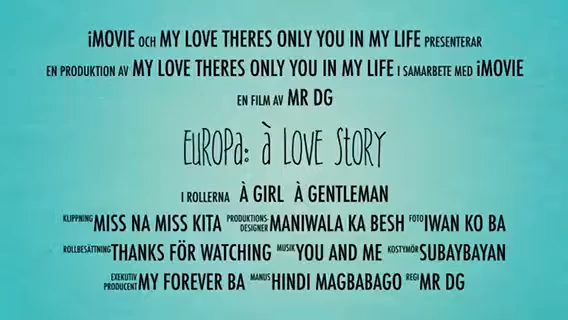 iMOVIE OCH MY LOVE THERES ONLY YOU IN MY LIFE PRESENTERAR
EN PRODUKTION AV MY LOVE THERES ONLY YOU IN MY LIFE I SAMARBETE MED iMOVIE
EN FILM AV MR DG
EUROPa: à LOVE StORY
I ROLLERNA À GIRL À GENTLEMAN
KLIPPNING MISS NA MISS KITA PRODUKTIONS-DESIGNER MANIWALA KA BESH FOTO IWAN KO BA
ROLLBESÄTTNING THANKS FÖR WATCHING MUSIK YOU AND ME KOSTYMÖR SUBAYBAYAN
EXEKUTIV PRODUCENT MY FOREVER BA MANUS HINDI MAGBABAGO REGI MR DG